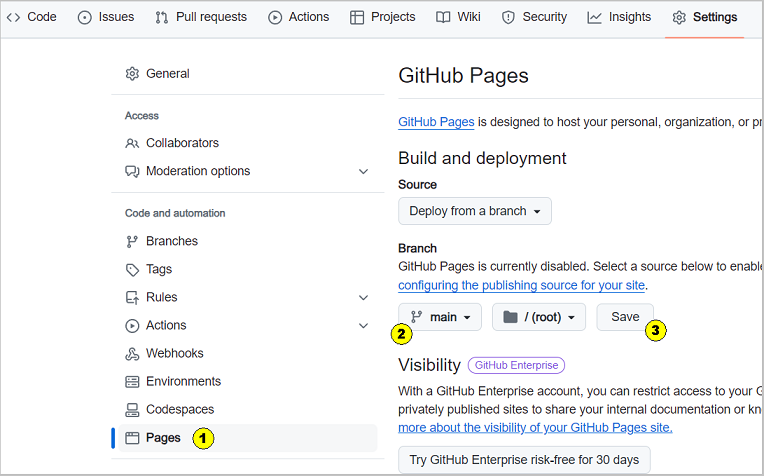 Code Issues Pull requests Actions Projects Wiki Security Insights Settings
General
Access
Collaborators
Moderation options
Code and automation
Branches
Tags
Rules
Actions
Webhooks
Environments
Codespaces
Pages 1
GitHub Pages
GitHub Pages is designed to host your personal, organization, or
Build and deployment
Source
Deploy from a branch
Branch
GitHub Pages is currently disabled. Select a source below to
configuring the publishing source for your site.
main / (root) Save
2 3
Visibility GitHub Enterprise
With a GitHub Enterprise account, you can restrict access to your
privately published sites to share your internal documentation or
more about the visibility of your GitHub Pages site.
Try GitHub Enterprise risk-free for 30 days